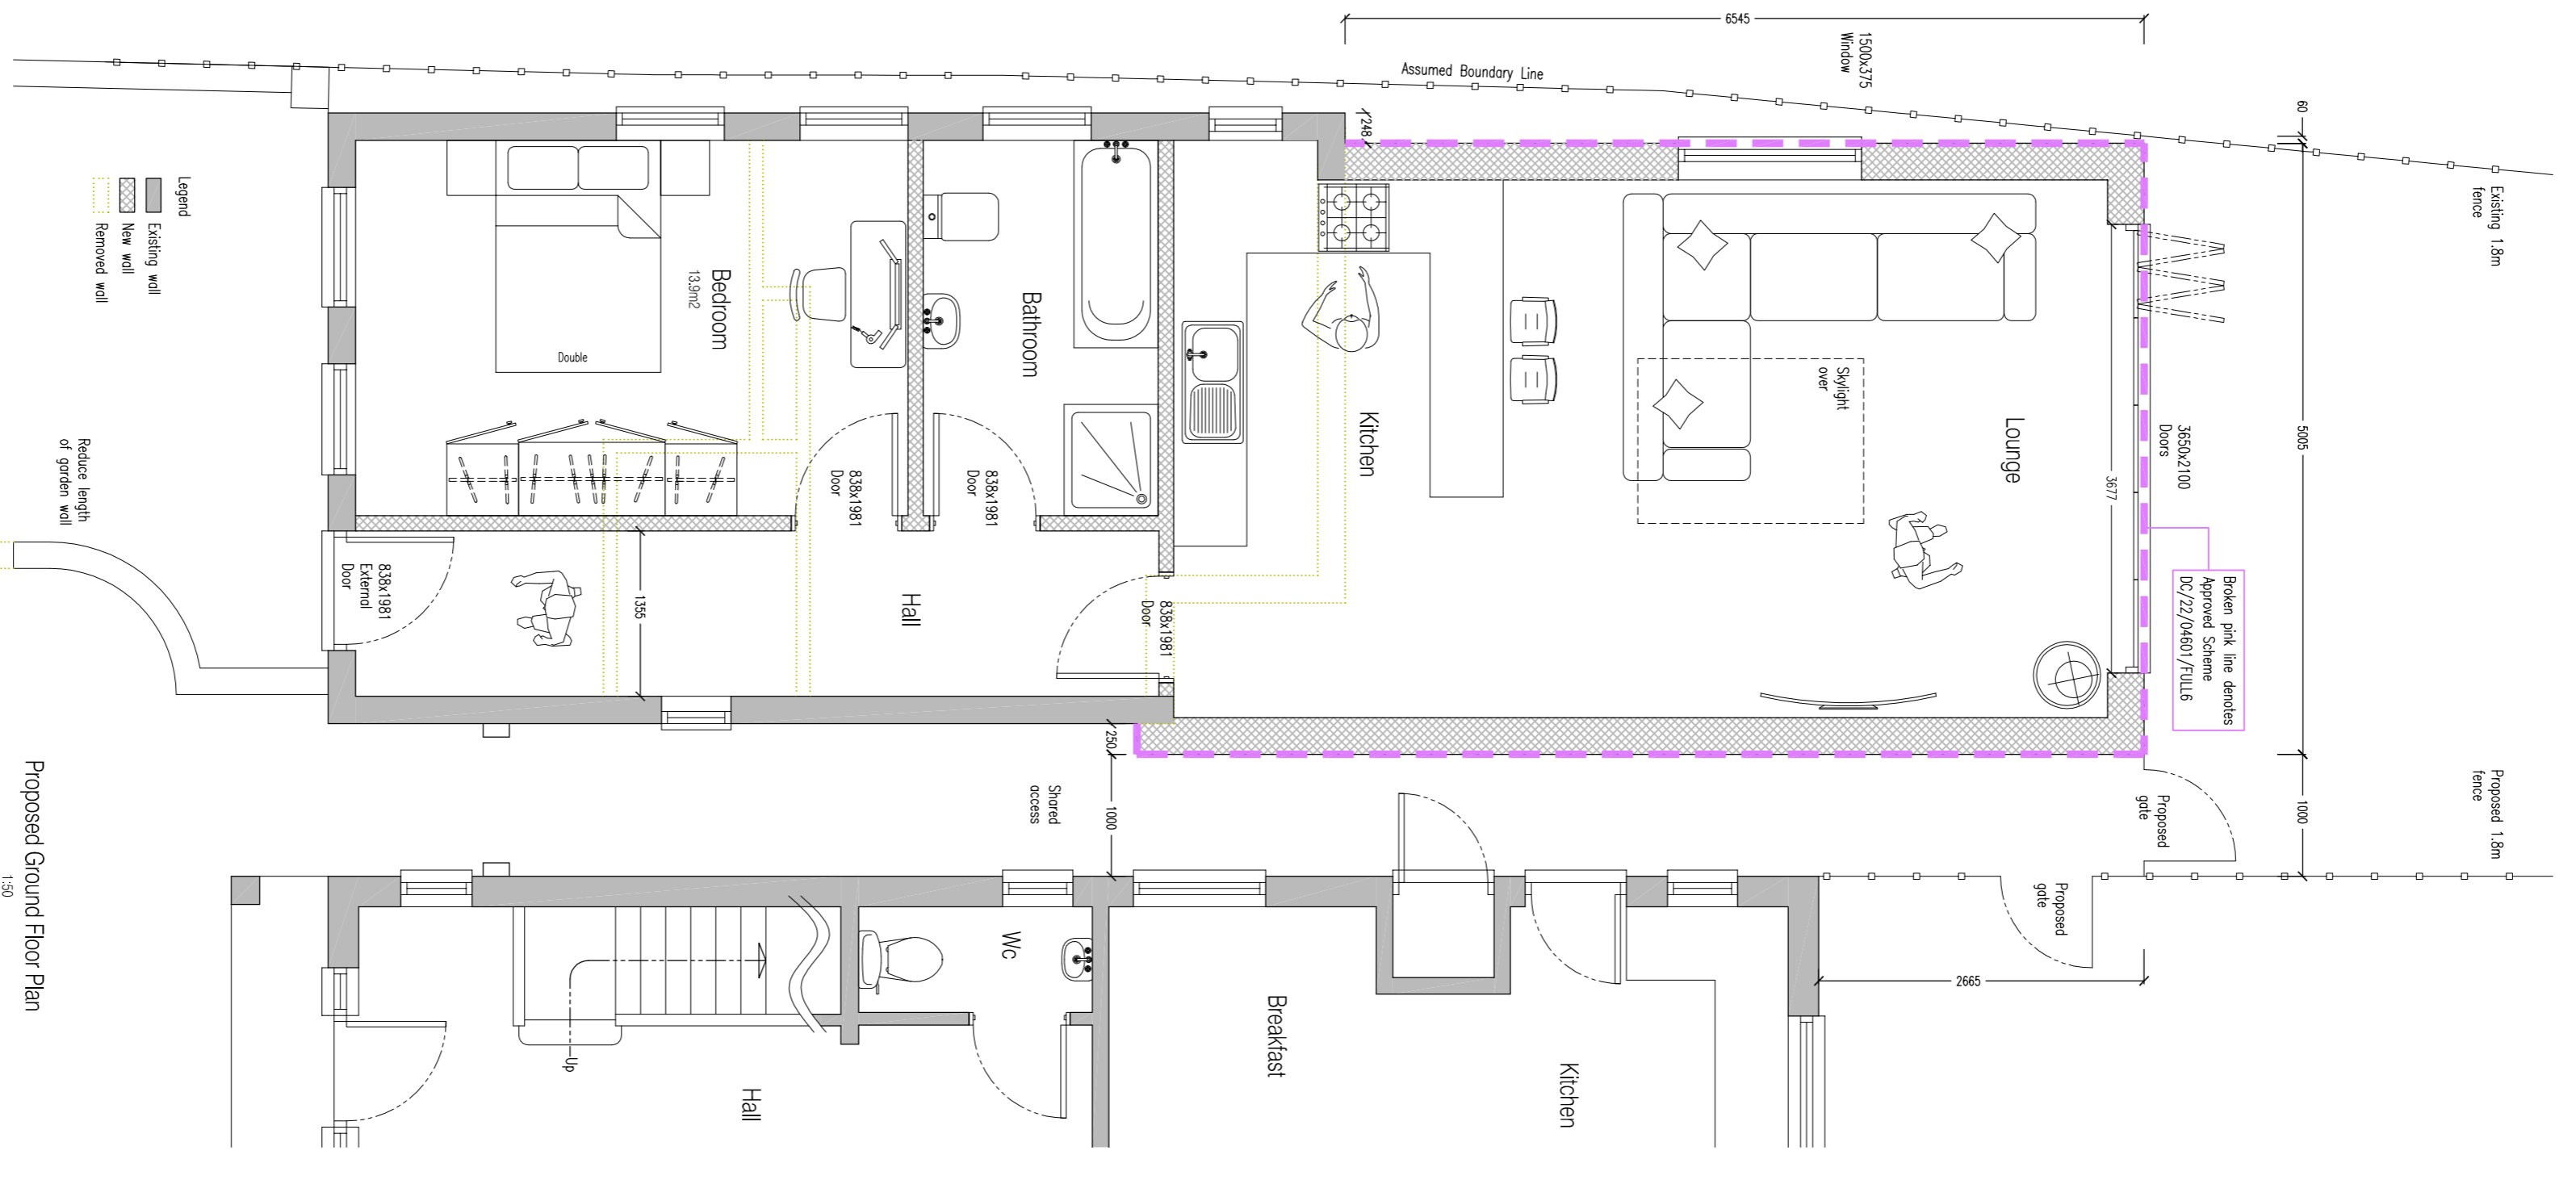 6545
1500x375
Window
Assumed Boundary Line
60
248
Existing 1.8m
fence
Legend
Existing wall
New wall
Removed wall
Bedroom
13.9m2
Double
Bathroom
Kitchen
Skylight
over
Lounge
3677
3650x2100
Doors
5005
Broken pink line denotes
Approved Scheme
DC/22/04601/FULL6
838x1981
Door
838x1981
Door
838x1981
Door
838x1981
External
Door
1355
Hall
Reduce length
of garden wall
250
1000
Shared
access
Proposed
gate
1000
Proposed 1.8m
fence
Proposed
gate
2665
Wc
Up
Hall
Breakfast
Kitchen
Proposed Ground Floor Plan
1:50